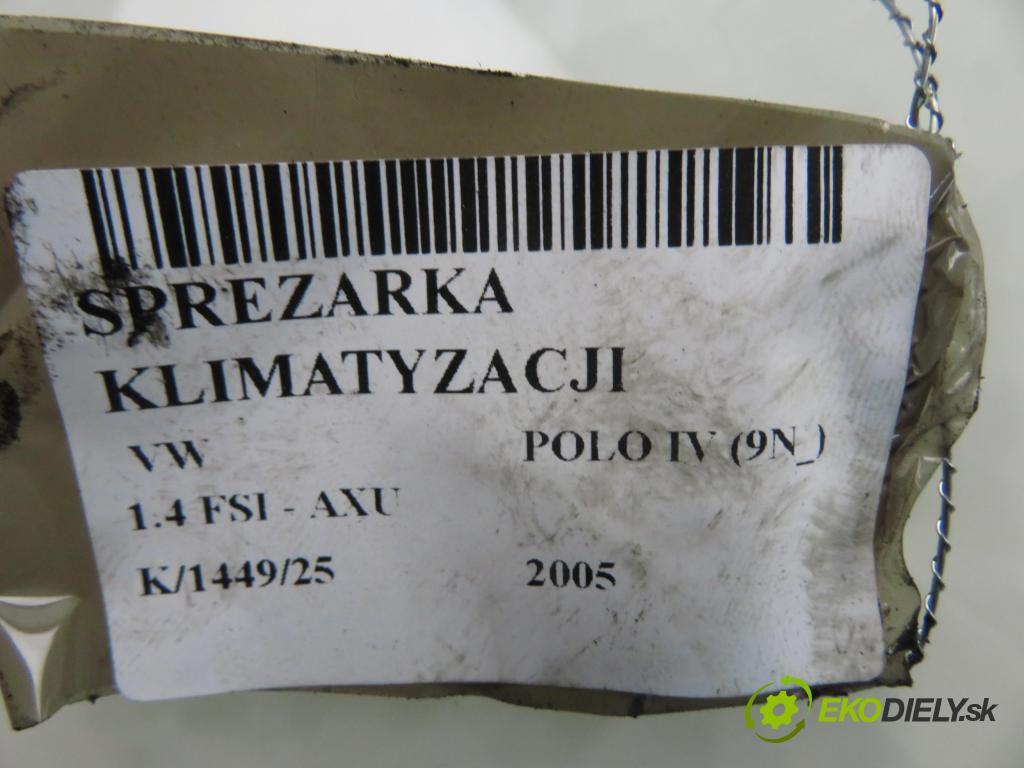 SPREZARKA
KLIMATYZACJI
VW POLO IV (9N_)
1.4 FSI - AXU
K/1449/25 2005
EKODIELY.sk